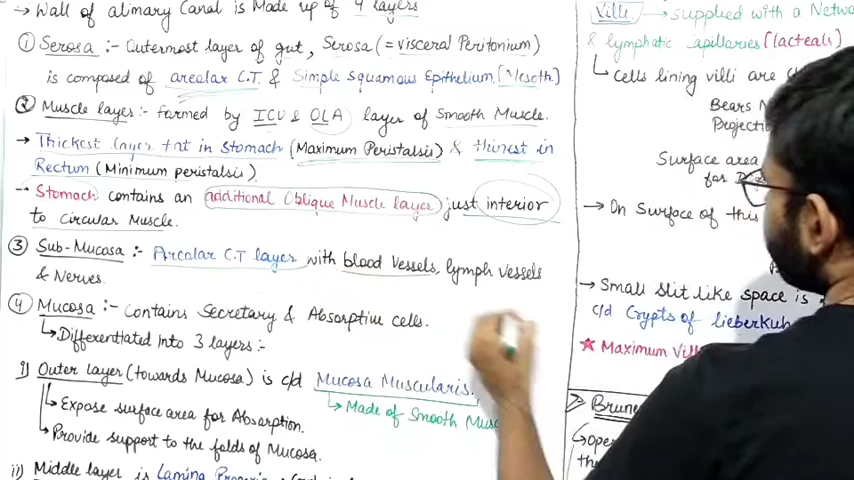 → Wall of alimary Canal is Made up of 4 layers
① Serosa :- Outermost layer of gut, Serosa (= visceral Peritonium)
is composed of areolar C.T & Simple squamous Epithelium [Mesoth.]
② Muscle layer :- formed by ICU & OLA layer of Smooth Muscle.
→ Thickest layer in Stomach (Maximum Peristalsis) & thinest in
Rectum (Minimum peristalsis)
→ Stomach contains an additional Oblique Muscle layer just interior
to circular Muscle.
③ Sub-Mucosa :- Areolar C.T layer with blood vessels, lymph vessels
& Nerves.
④ Mucosa :- Contains Secretary & Absorptive cells.
↳ Differentiated Into 3 layers :-
i) Outer layer (towards Mucosa) is c/d Mucosa Muscularis.
↳ Made of Smooth Musc
↳ Expose surface area for Absorption.
↳ Provide support to the folds of Mucosa.
ii) Middle layer is Lamina
Villi → supplied with a Netwo
& lymphatic capillaries [lacteals]
↳ Cells lining villi are
Bears
Projecti
Surface area
for
→ On Surface of this
→ Small slit like space is
c/d Crypts of lieberkuh
★ Maximum Vill
Brune
↳ open
th